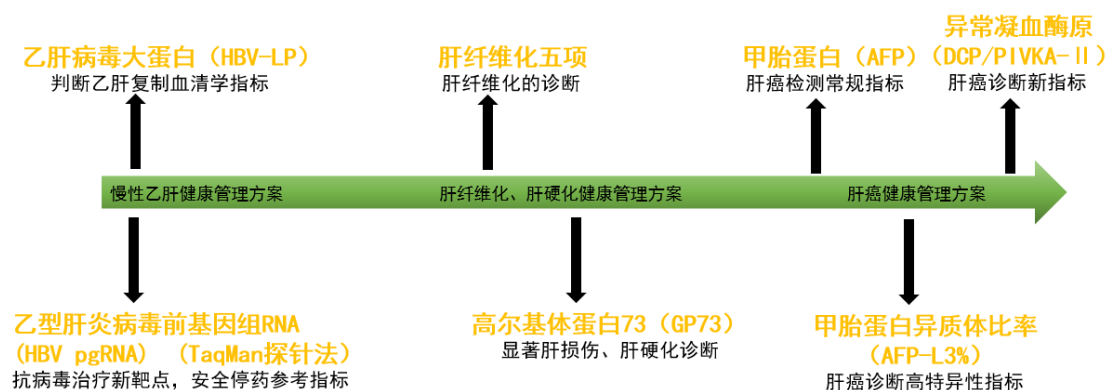 异常凝血酶原
乙肝病毒大蛋白（HBV-LP）
肝纤维化五项
甲胎蛋白（AFP）
（DCP/PIVKA-Ⅱ）
判断乙肝复制血清学指标
肝纤维化的诊断
肝癌检测常规指标
肝癌诊断新指标
慢性乙肝健康管理方案
肝纤维化、肝硬化健康管理方案
肝癌健康管理方案
乙型肝炎病毒前基因组RNA
(HBV pgRNA) （TaqMan探针法）
抗病毒治疗新靶点，安全停药参考指标
高尔基体蛋白73（GP73）
显著肝损伤、肝硬化诊断
甲胎蛋白异质体比率
（AFP-L3%）
肝癌诊断高特异性指标